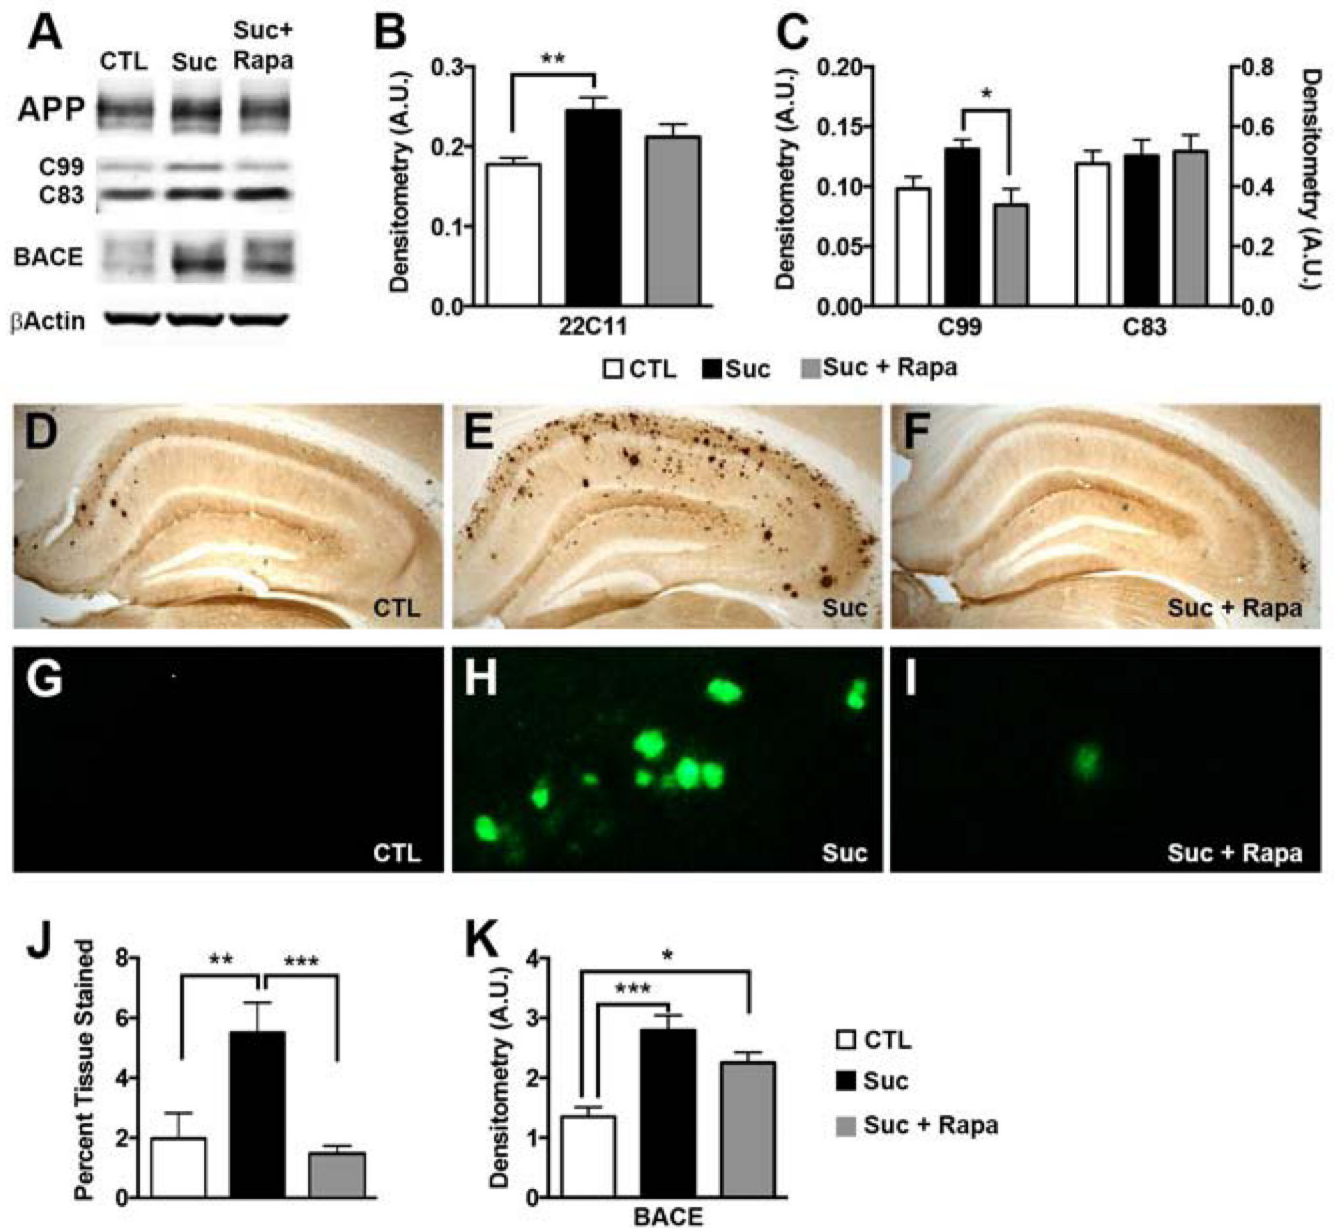 A
CTL Suc Suc+
Rapa
APP
C99
C83
BACE
βActin
B
Densitometry (A.U.)
0.3
0.2
0.1
0.0
**
22C11
C
Densitometry (A.U.)
0.20
0.15
0.10
0.05
0.00
*
C99 C83
0.8
0.6
0.4
0.2
0.0
Densitometry (A.U.)
CTL Suc Suc + Rapa
D
CTL
E
Suc
F
Suc + Rapa
G
CTL
H
Suc
I
Suc + Rapa
J
Percent Tissue Stained
8
6
4
2
0
** ***
K
Densitometry (A.U.)
4
3
2
1
0
*
***
BACE
CTL
Suc
Suc + Rapa